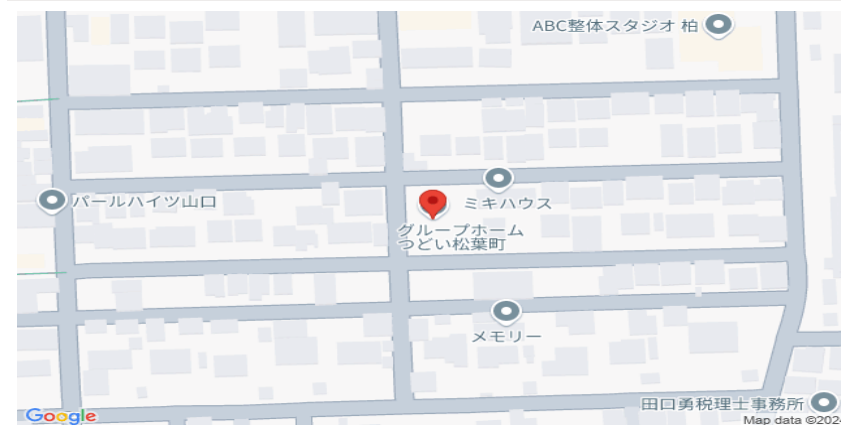 ABC整体スタジオ 柏
パールハイツ山口
ミキハウス
グループホーム
つどい松葉町
メモリー
田口勇税理士事務所
Google
Map data ©2024